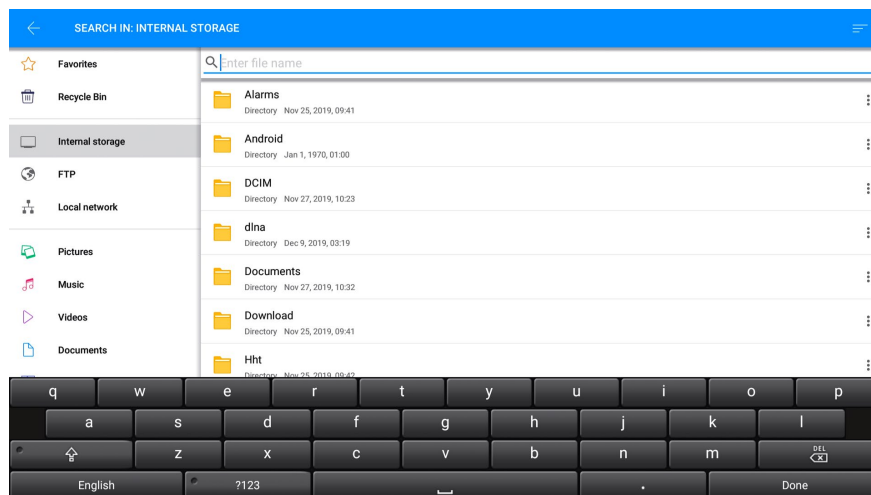 SEARCH IN: INTERNAL STORAGE
Favorites
Recycle Bin
Internal storage
FTP
Local network
Pictures
Music
Videos
Documents
Enter file name
Alarms
Directory Nov 25, 2019, 09:41
Android
Directory Jan 1, 1970, 01:00
DCIM
Directory Nov 27, 2019, 10:23
dlna
Directory Dec 9, 2019, 03:19
Documents
Directory Nov 27, 2019, 10:32
Download
Directory Nov 25, 2019, 09:41
Hht
Directory Nov 25, 2019, 09:42
q w e r t y u i o p
a s d f g h j k l
z x c v b n m DEL
English ?123 . Done